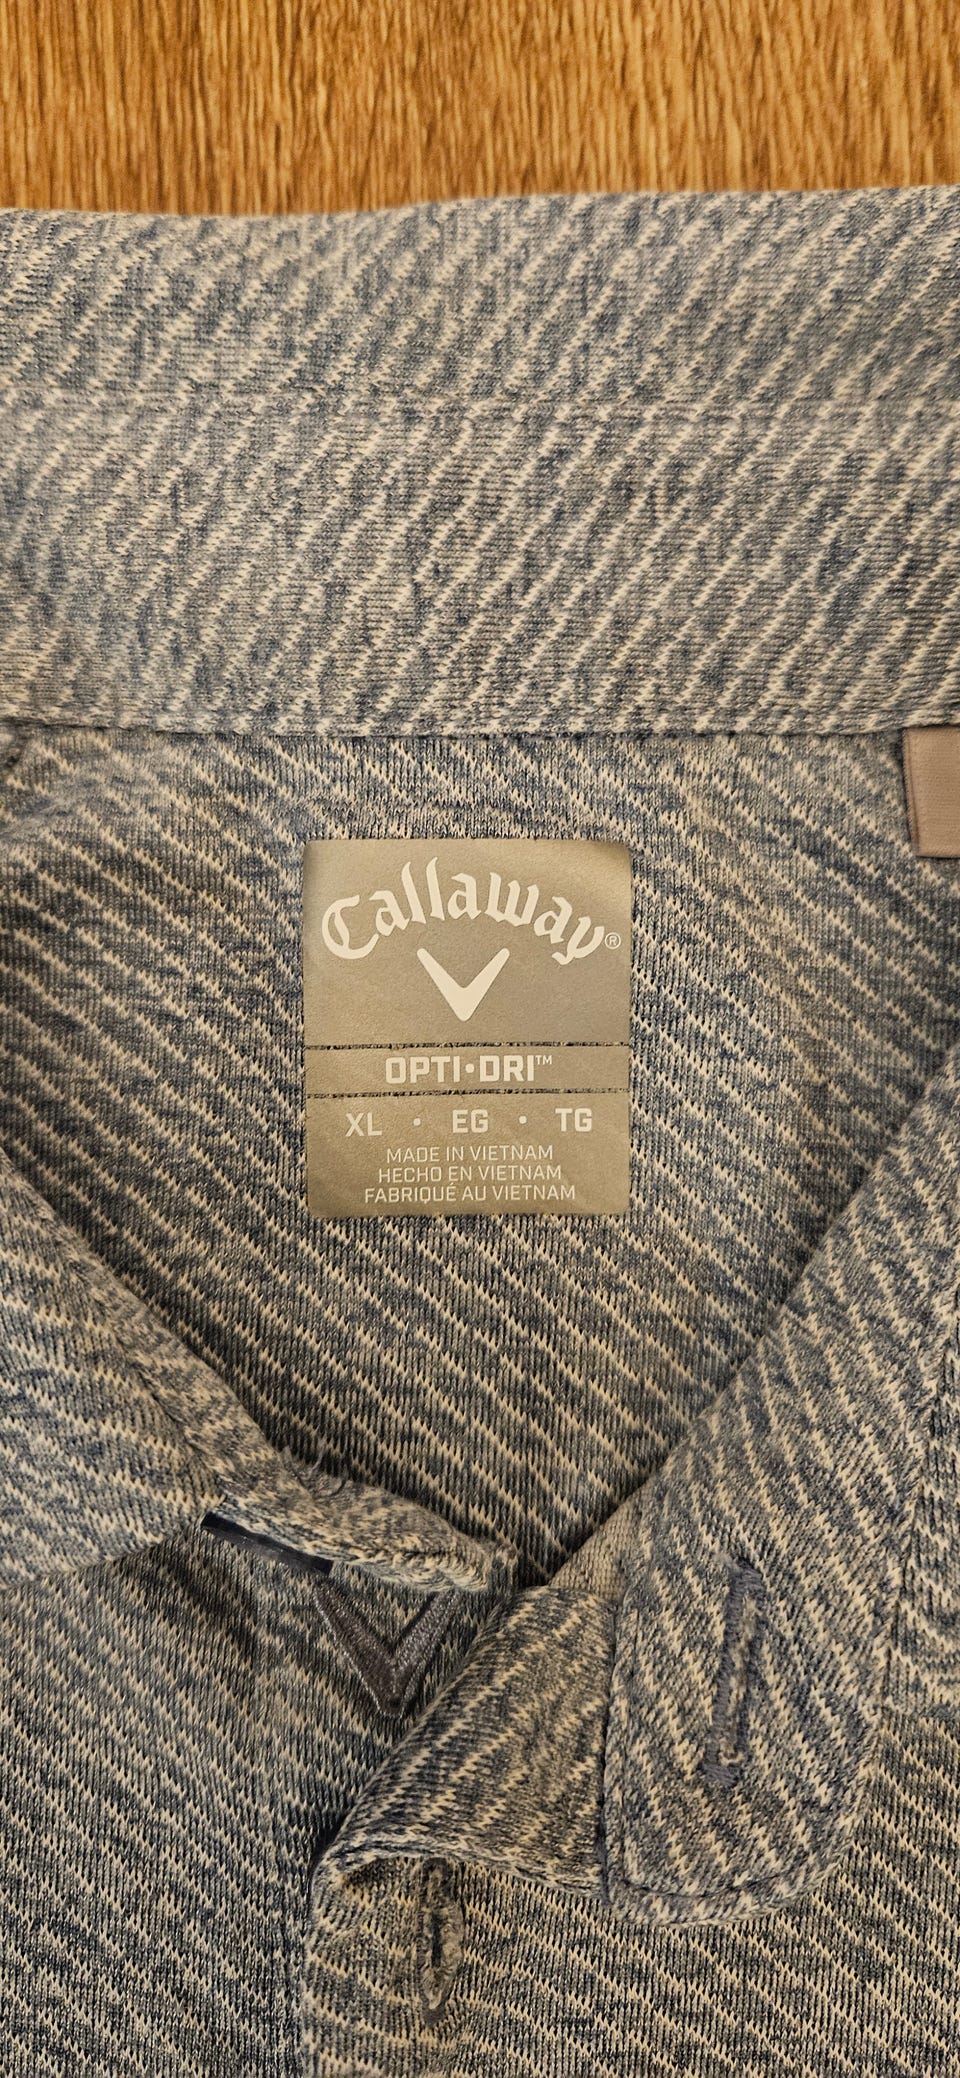 Callaway®
OPTI•DRI™
XL • EG • TG
MADE IN VIETNAM
HECHO EN VIETNAM
FABRIQUÉ AU VIETNAM